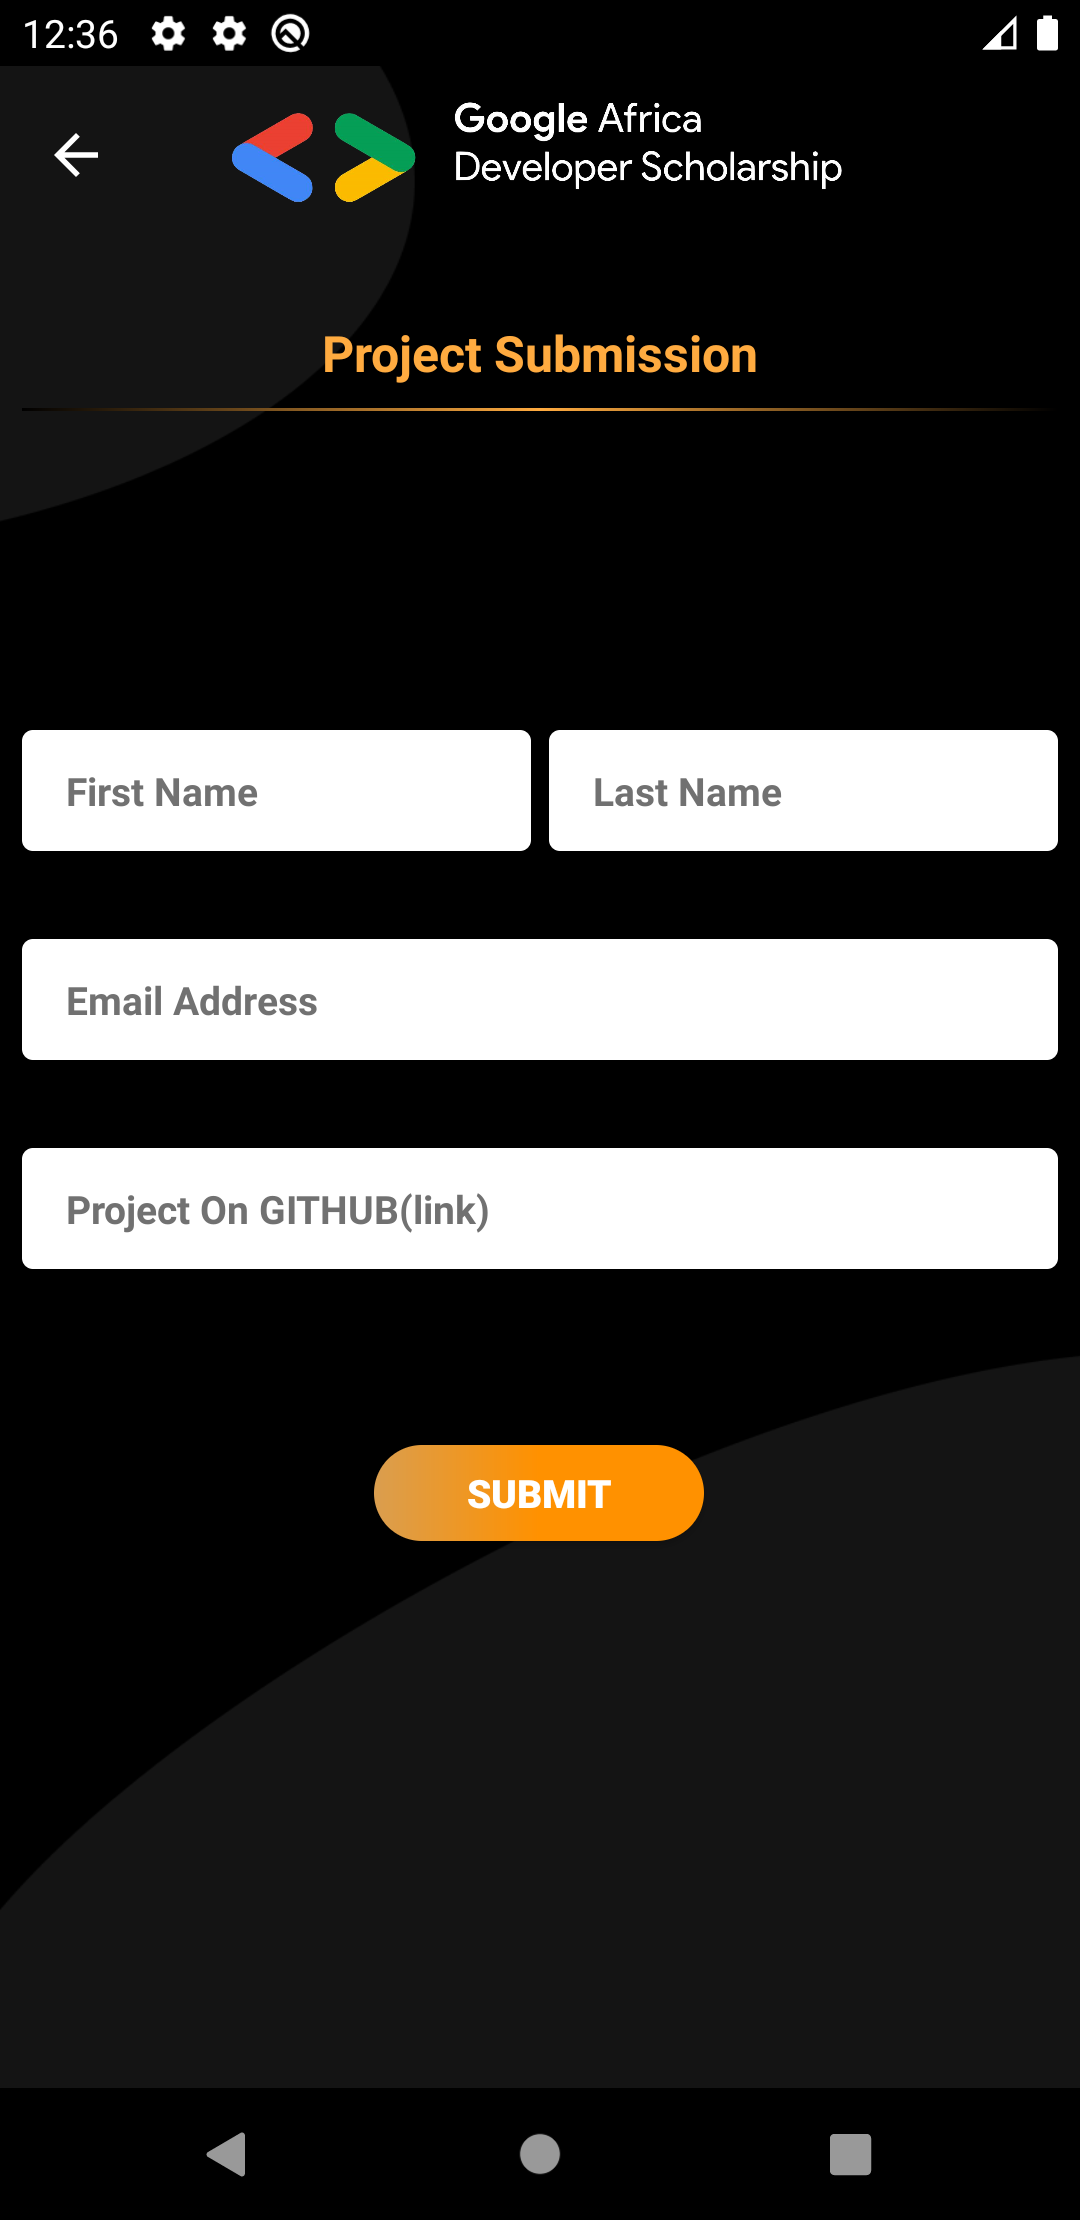 12:36
Google Africa
Developer Scholarship
Project Submission
First Name
Last Name
Email Address
Project On GITHUB(link)
SUBMIT